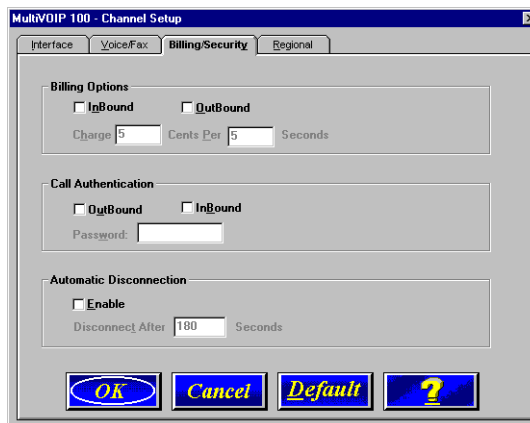 MultiVOIP 100 - Channel Setup
Interface Voice/Fax Billing/Security Regional
Billing Options
InBound OutBound
Charge 5 Cents Per 5 Seconds
Call Authentication
OutBound InBound
Password:
Automatic Disconnection
Enable
Disconnect After 180 Seconds
OK Cancel Default ?